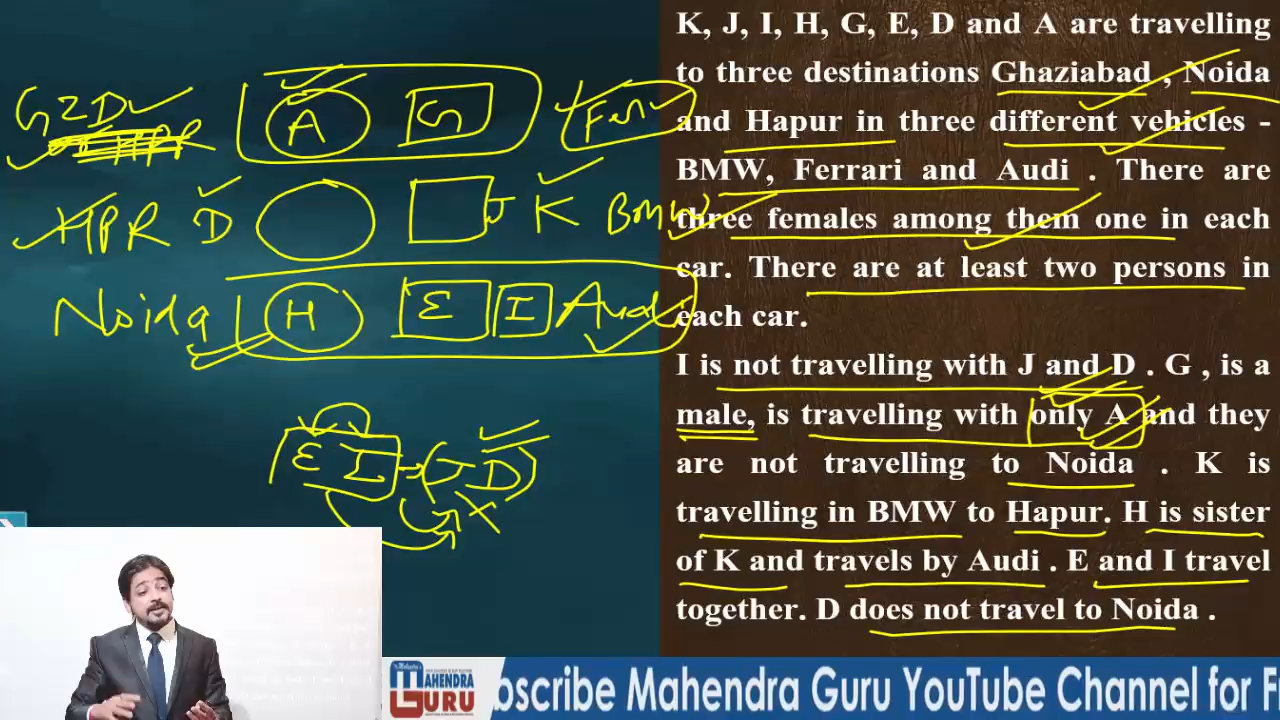 K, J, I, H, G, E, D and A are travelling
to three destinations Ghaziabad , Noida
and Hapur in three different vehicles -
BMW, Ferrari and Audi . There are
three females among them one in each
car. There are at least two persons in
each car.
I is not travelling with J and D . G , is a
male, is travelling with only A and they
are not travelling to Noida . K is
travelling in BMW to Hapur. H is sister
of K and travels by Audi . E and I travel
together. D does not travel to Noida .
GZD A G Ferr
HPR
HPR D J K BMW
Noida H E I Audi
E I J D
MAHENDRA
GURU
bscribe Mahendra Guru YouTube Channel for F